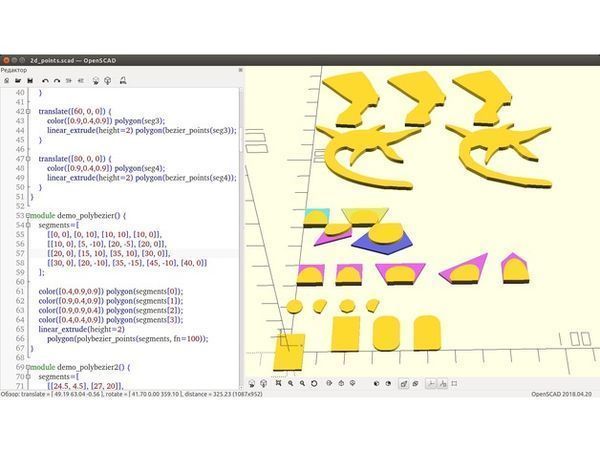 2d_points.scad — OpenSCAD
Редактор
40 }
41
42 translate([60, 0, 0]) {
43 color([0.9,0.4,0.9]) polygon(seg3);
44 linear_extrude(height=2) polygon(bezier_points(seg3));
45 }
46
47 translate([80, 0, 0]) {
48 color([0.9,0.4,0.9]) polygon(seg4);
49 linear_extrude(height=2) polygon(bezier_points(seg4));
50 }
51 }
52
53 module demo_polybezier() {
54 segments=[
55 [[0, 0], [0, 10], [10, 10], [10, 0]],
56 [[10, 0], [5, -10], [20, -5], [20, 0]],
57 [[20, 0], [15, 10], [35, 10], [30, 0]],
58 [[30, 0], [20, -10], [35, -15], [45, -10], [40, 0]]
59 ];
60
61 color([0.4,0.9,0.9]) polygon(segments[0]);
62 color([0.9,0.4,0.9]) polygon(segments[1]);
63 color([0.9,0.9,0.4]) polygon(segments[2]);
64 color([0.4,0.4,0.9]) polygon(segments[3]);
65 linear_extrude(height=2)
66 polygon(polybezier_points(segments, fn=100));
67 }
68
69 module demo_polybezier2() {
70 segments=[
71 [[24.5, 4.5], [27, 20]],
100
Обзор: translate = [ 49.19 63.04 -0.56 ], rotate = [ 41.70 0.00 359.10 ], distance = 325.23 (1087x952)
OpenSCAD 2018.04.20